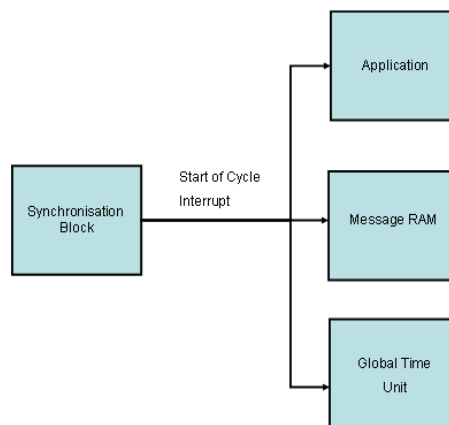 Application
Start of Cycle
Interrupt
Synchronisation
Block
Message RAM
Global Time
Unit